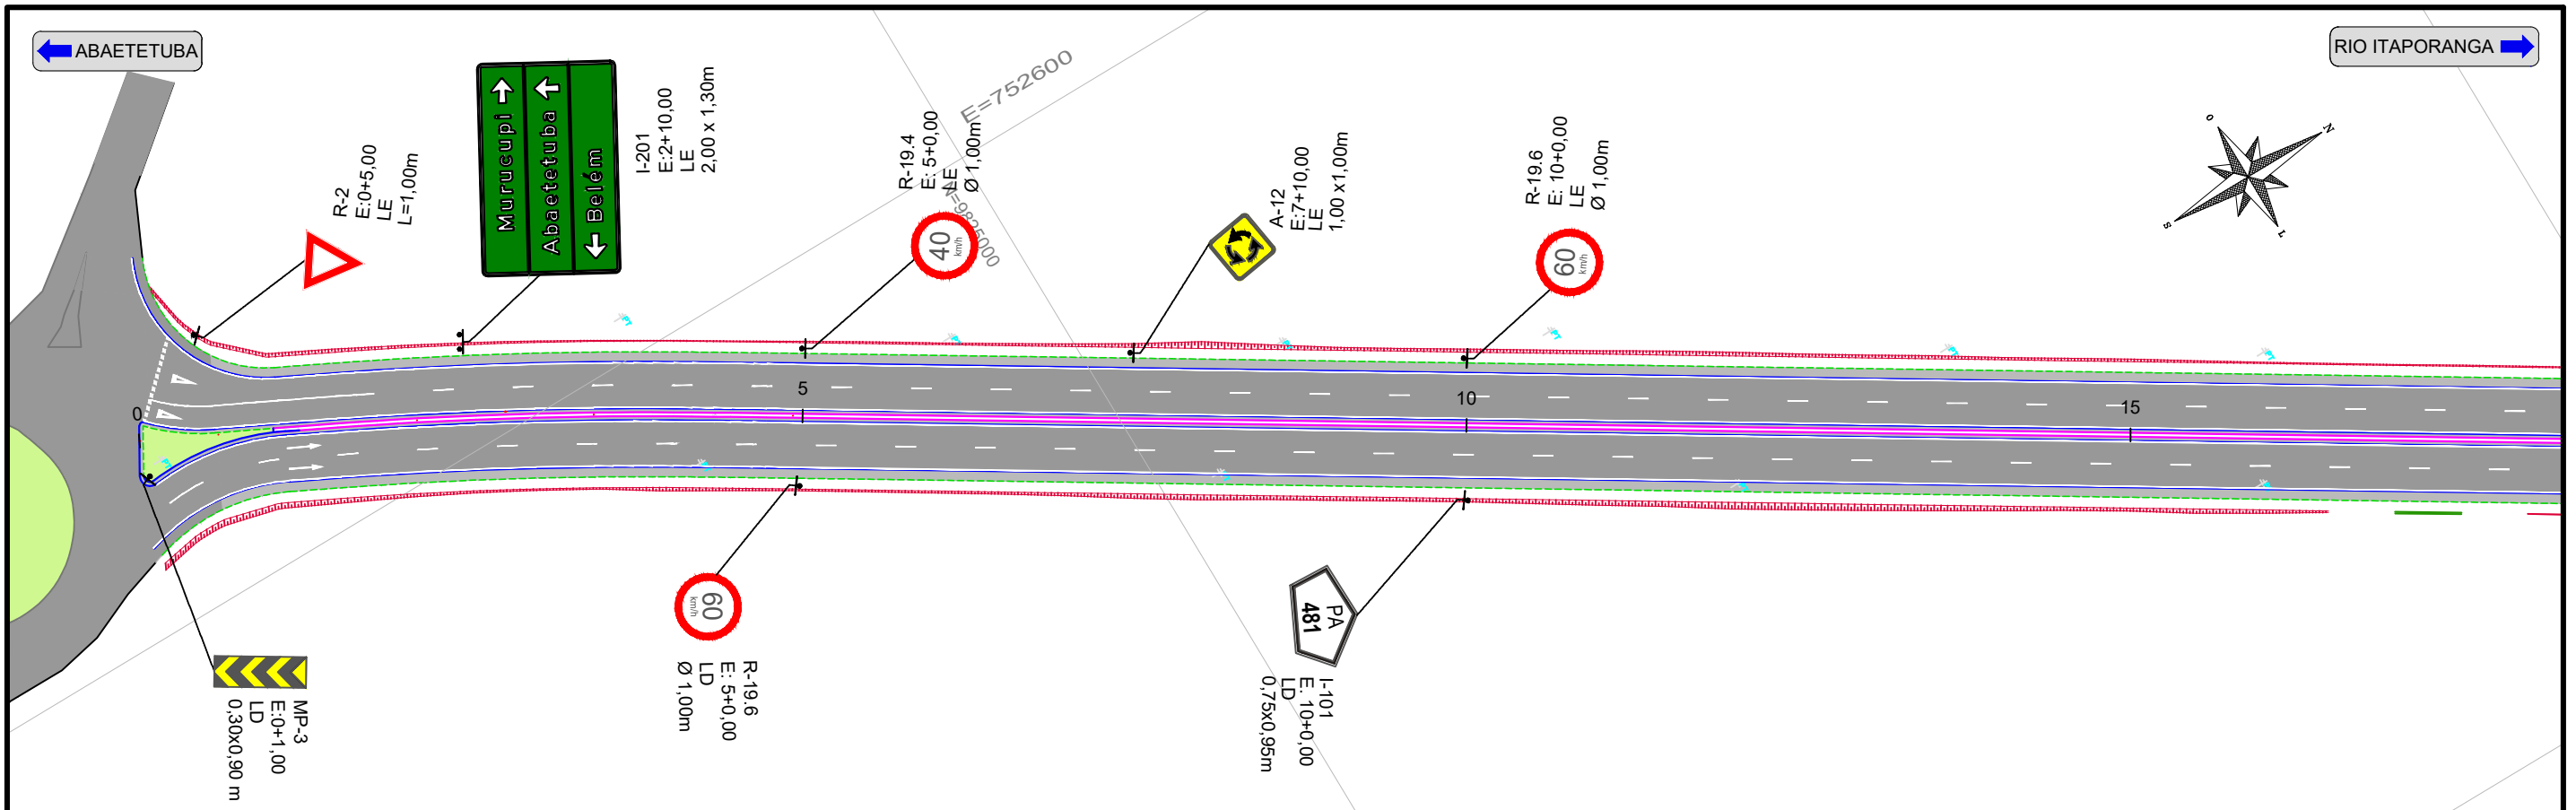 ABAETETUBA
RIO ITAPORANGA
R-2
E:0+5,00
LE
L=1,00m
Murucupi
Abaetetuba
Belém
I-201
E:2+10,00
LE
2,00 x 1,30m
R-19.4
E: 5+0,00
LE
Ø 1,00m
40
km/h
E=752600
N=9825000
A-12
E:7+10,00
LE
1,00 x1,00m
R-19.6
E: 10+0,00
LE
Ø 1,00m
60
km/h
O
N
S
L
0
5
10
15
MP-3
E:0+1,00
LD
0,30x0,90 m
60
km/h
R-19.6
E: 5+0,00
LD
Ø 1,00m
PA
481
I-101
E. 10+0,00
LD
0,75x0,95m